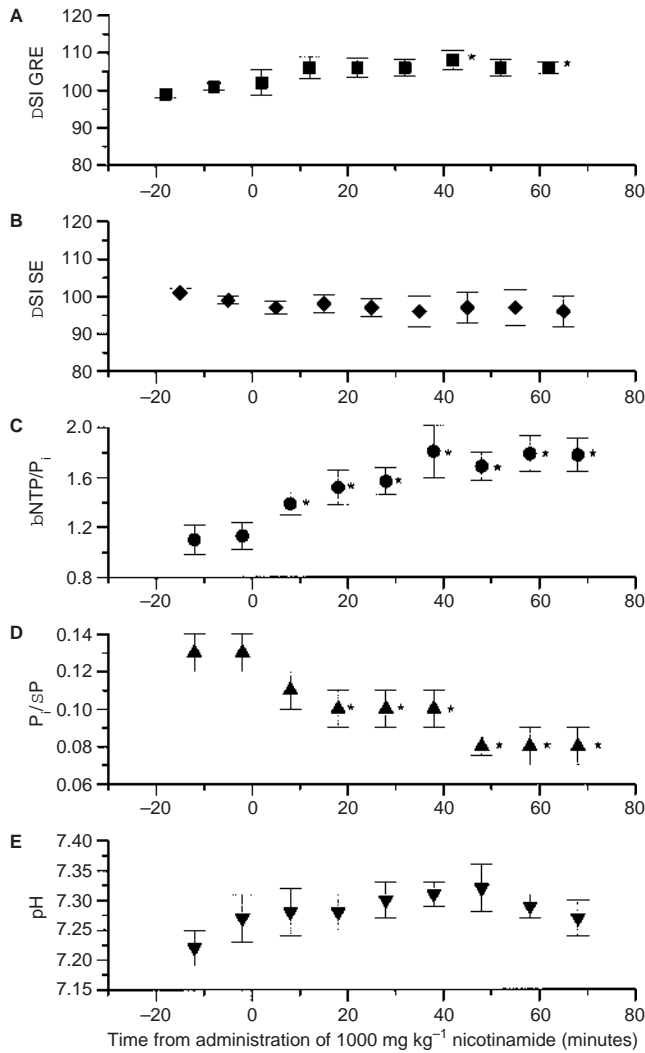 A
ΔSI GRE
120
110
100
90
80
−20 0 20 40 60 80
* *
B
ΔSI SE
120
110
100
90
80
−20 0 20 40 60 80
C
bNTP/Pi
2.0
1.6
1.2
0.8
−20 0 20 40 60 80
* * * * * * *
D
Pi/SP
0.14
0.12
0.10
0.08
0.06
−20 0 20 40 60 80
* * * * * *
E
pH
7.40
7.35
7.30
7.25
7.20
7.15
−20 0 20 40 60 80
Time from administration of 1000 mg kg⁻¹ nicotinamide (minutes)